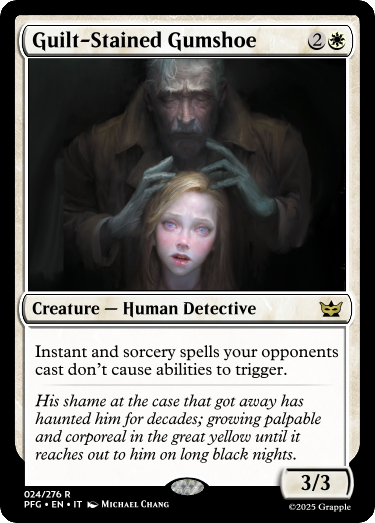 Guilt-Stained Gumshoe 2
Creature — Human Detective
Instant and sorcery spells your opponents
cast don't cause abilities to trigger.
His shame at the case that got away has
haunted him for decades; growing palpable
and corporeal in the great yellow until it
reaches out to him on long black nights.
3/3
024/276 R
PFG • EN • IT Michael Chang
©2025 Grapple